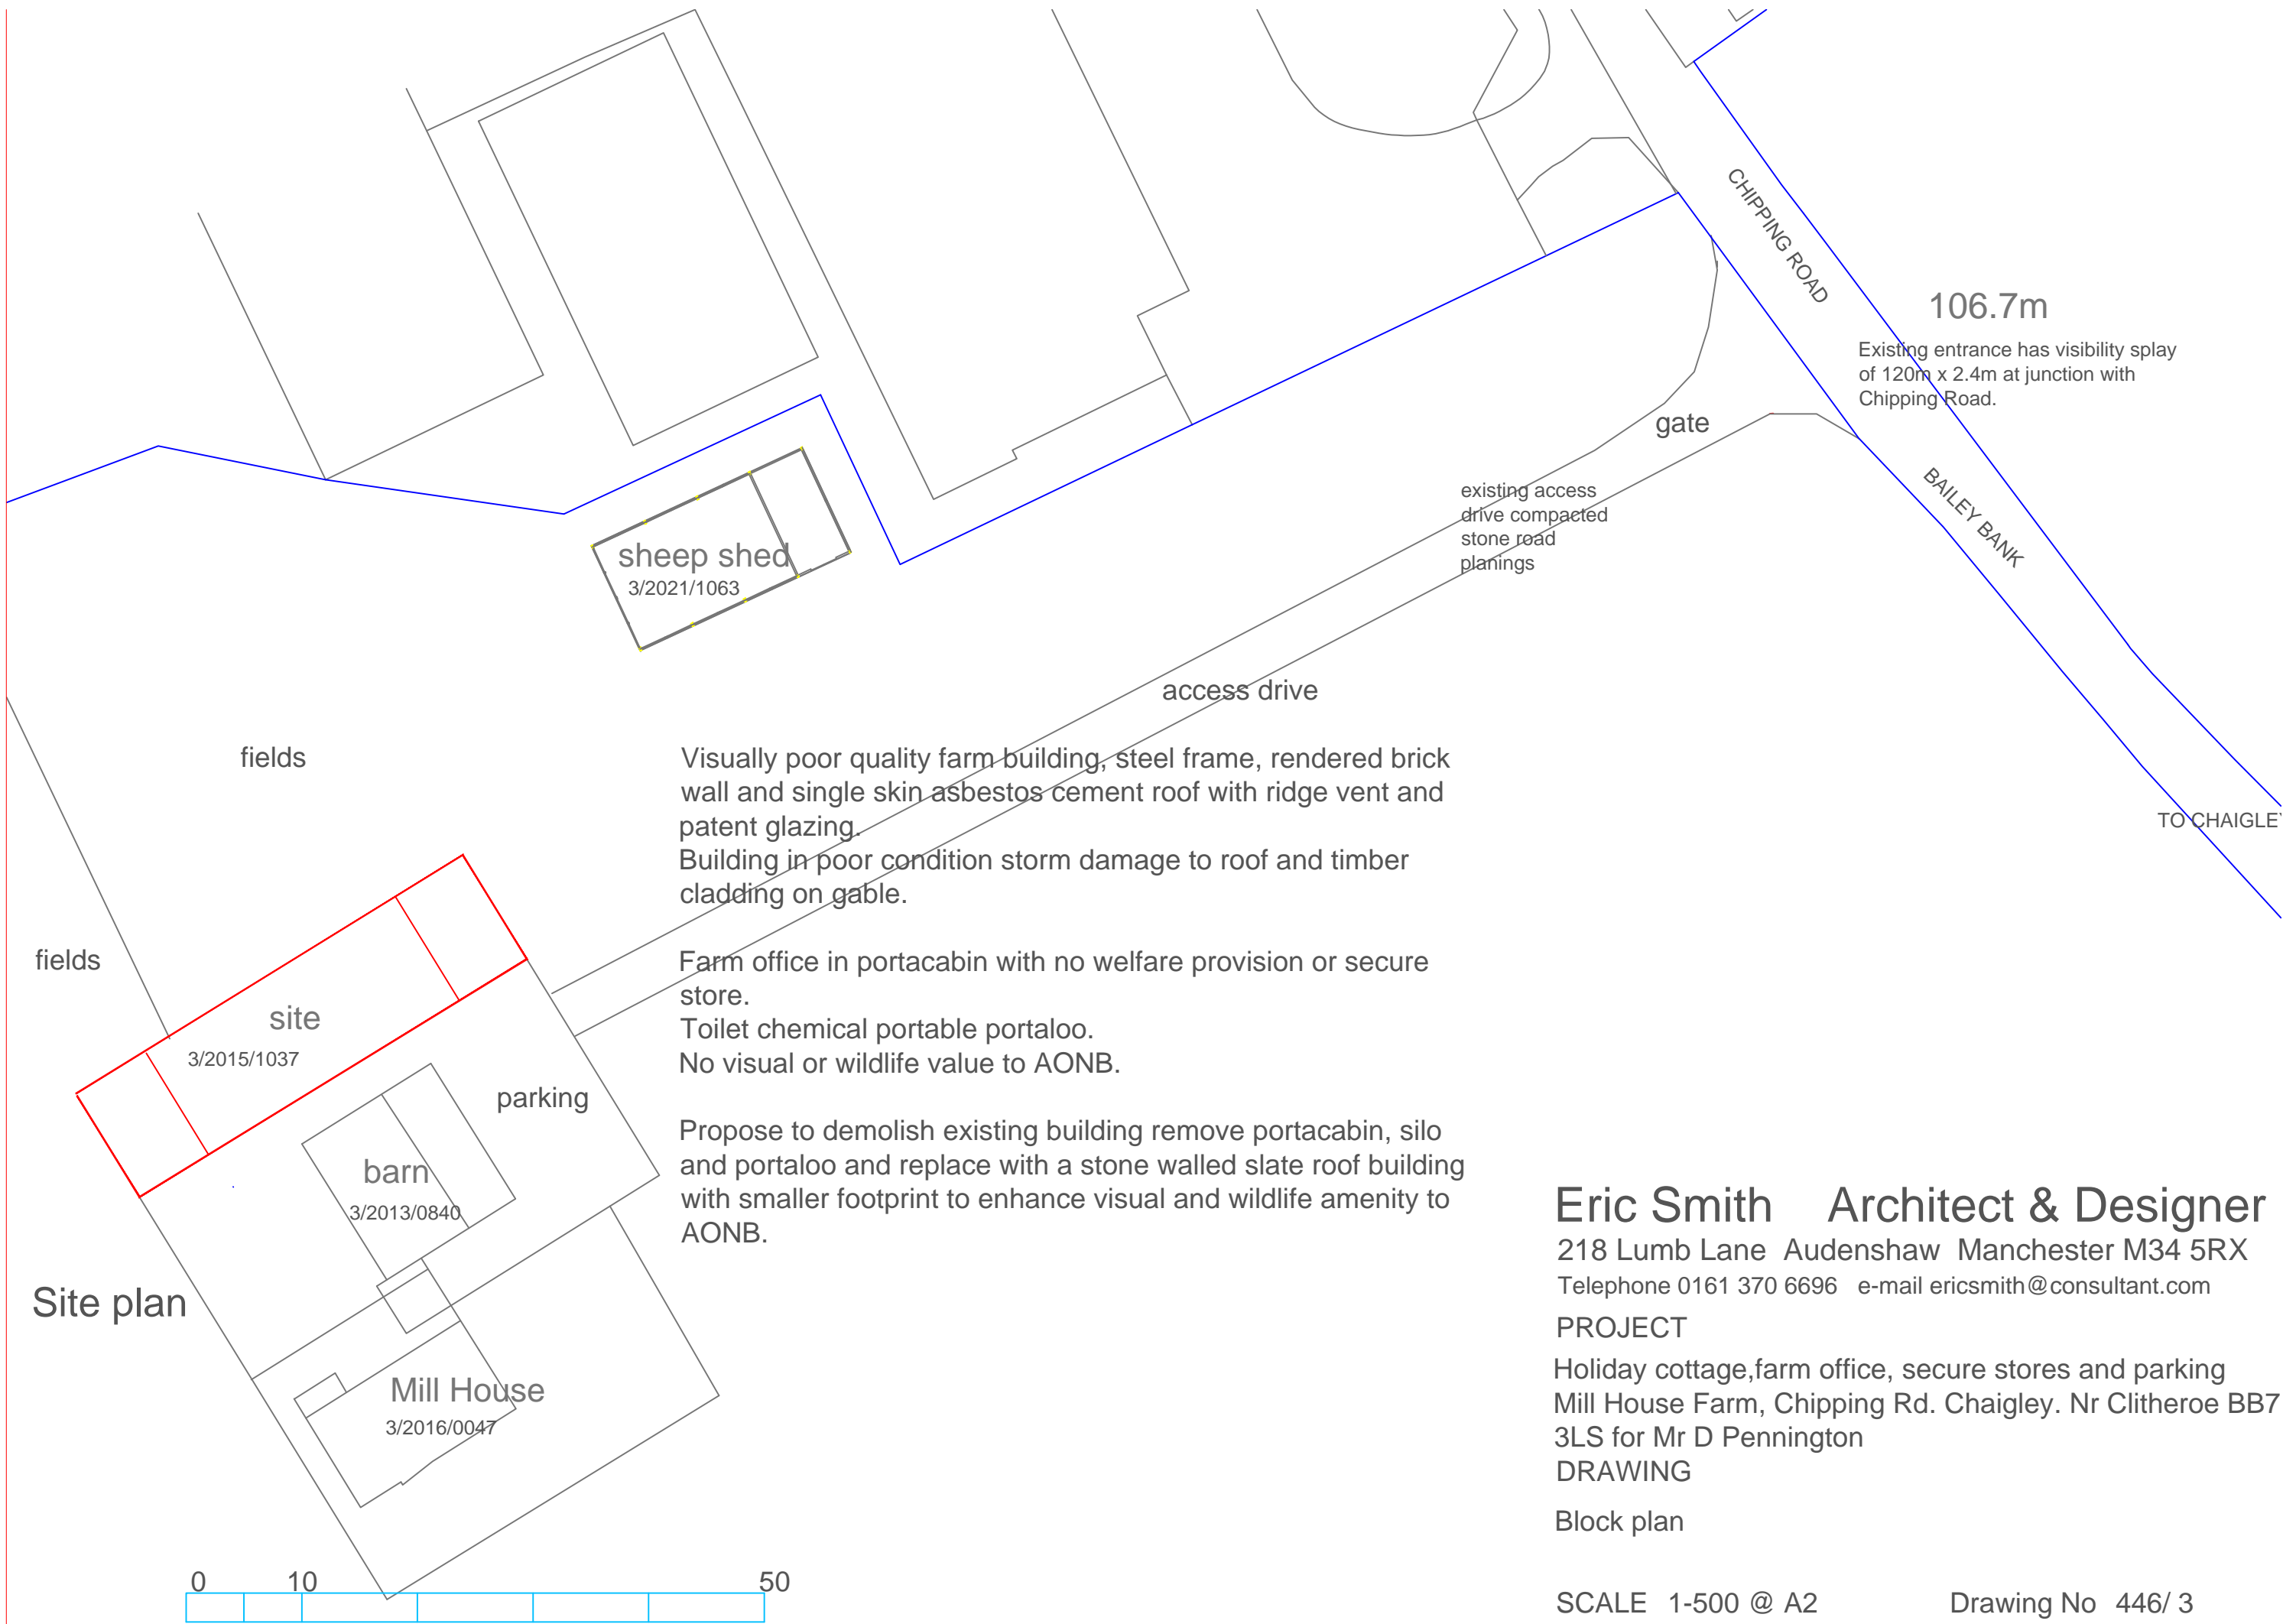 CHIPPING ROAD
106.7m
Existing entrance has visibility splay
of 120m x 2.4m at junction with
Chipping Road.
gate
BAILEY BANK
existing access
drive compacted
stone road
planings
sheep shed
3/2021/1063
access drive
fields
TO CHAIGLEY
Visually poor quality farm building, steel frame, rendered brick
wall and single skin asbestos cement roof with ridge vent and
patent glazing.
Building in poor condition storm damage to roof and timber
cladding on gable.
Farm office in portacabin with no welfare provision or secure
store.
Toilet chemical portable portaloo.
No visual or wildlife value to AONB.
Propose to demolish existing building remove portacabin, silo
and portaloo and replace with a stone walled slate roof building
with smaller footprint to enhance visual and wildlife amenity to
AONB.
fields
site
3/2015/1037
parking
barn
3/2013/0840
Site plan
Mill House
3/2016/0047
0 10 50
Eric Smith Architect & Designer
218 Lumb Lane Audenshaw Manchester M34 5RX
Telephone 0161 370 6696 e-mail ericsmith@consultant.com
PROJECT
Holiday cottage,farm office, secure stores and parking
Mill House Farm, Chipping Rd. Chaigley. Nr Clitheroe BB7
3LS for Mr D Pennington
DRAWING
Block plan
SCALE 1-500 @ A2 Drawing No 446/ 3